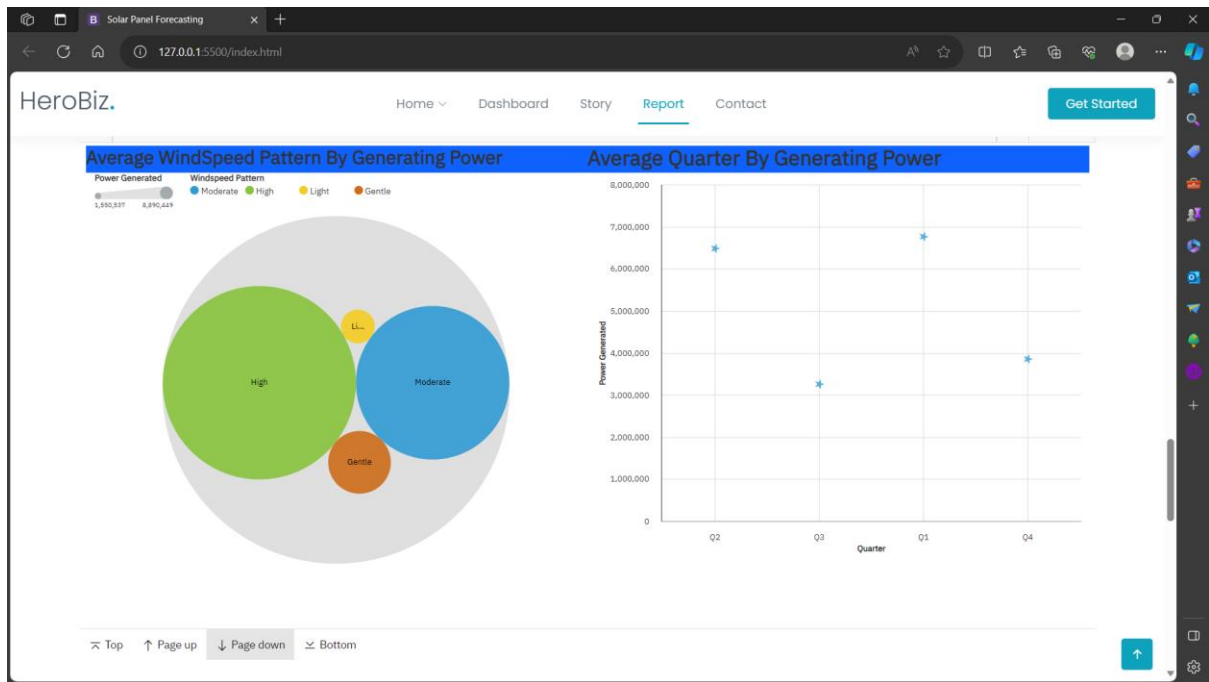 Solar Panel Forecasting
127.0.0.1:5500/index.html
HeroBiz.
Home Dashboard Story Report Contact
Get Started
Average WindSpeed Pattern By Generating Power
Power Generated
1,550,537 8,890,449
Windspeed Pattern
Moderate High Light Gentle
Li...
High
Moderate
Gentle
Average Quarter By Generating Power
8,000,000
7,000,000
6,000,000
5,000,000
4,000,000
3,000,000
2,000,000
1,000,000
0
Power Generated
Q2 Q3 Q1 Q4
Quarter
Top Page up Page down Bottom